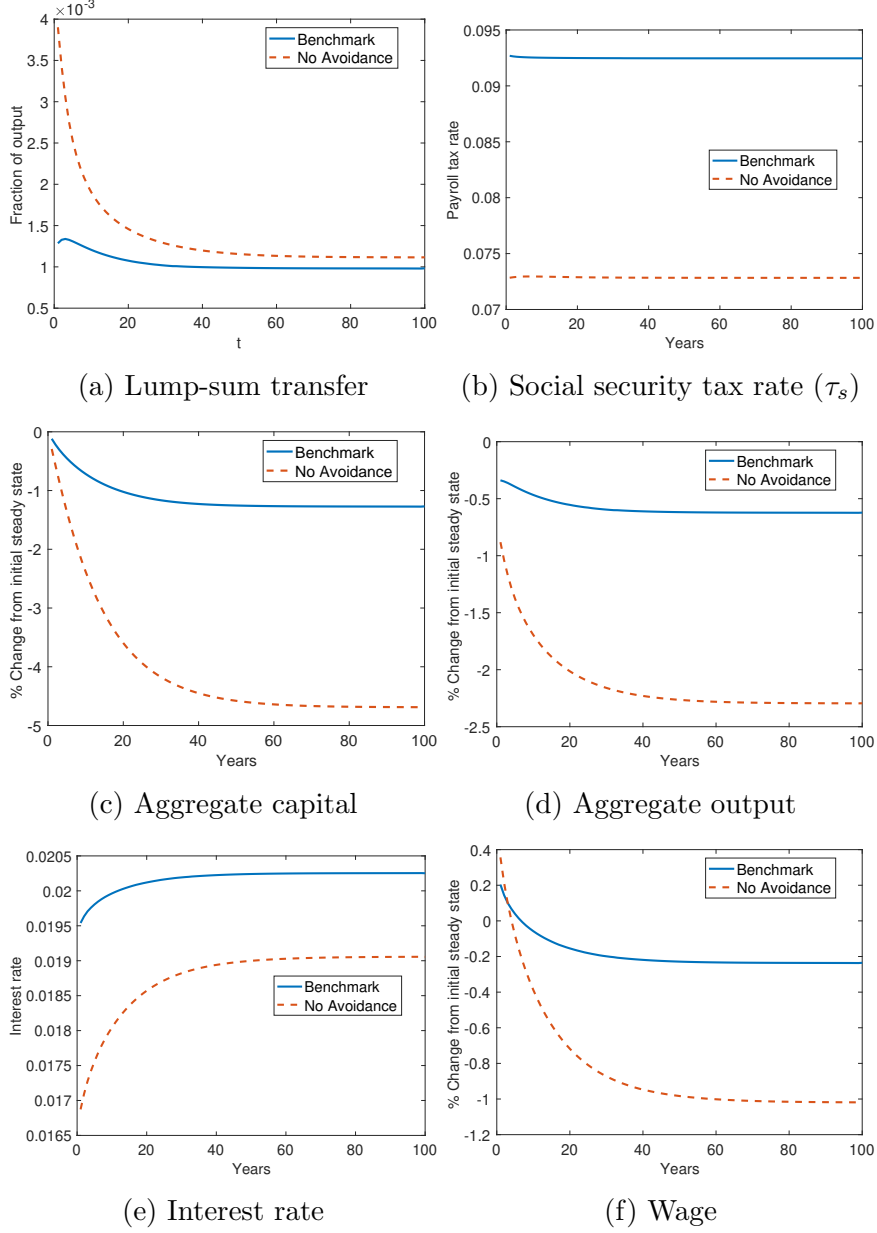 ×10⁻³
4
3.5
3
2.5
2
1.5
1
0.5
Fraction of output
0 20 40 60 80 100
t
Benchmark
No Avoidance
(a) Lump-sum transfer
0.095
0.09
0.085
0.08
0.075
0.07
Payroll tax rate
0 20 40 60 80 100
Years
Benchmark
No Avoidance
(b) Social security tax rate (τₛ)
0
-1
-2
-3
-4
-5
% Change from initial steady state
0 20 40 60 80 100
Years
Benchmark
No Avoidance
(c) Aggregate capital
0
-0.5
-1
-1.5
-2
-2.5
% Change from initial steady state
0 20 40 60 80 100
Years
Benchmark
No Avoidance
(d) Aggregate output
0.0205
0.02
0.0195
0.019
0.0185
0.018
0.0175
0.017
0.0165
Interest rate
0 20 40 60 80 100
Years
Benchmark
No Avoidance
(e) Interest rate
0.4
0.2
0
-0.2
-0.4
-0.6
-0.8
-1
-1.2
% Change from initial steady state
0 20 40 60 80 100
Years
Benchmark
No Avoidance
(f) Wage